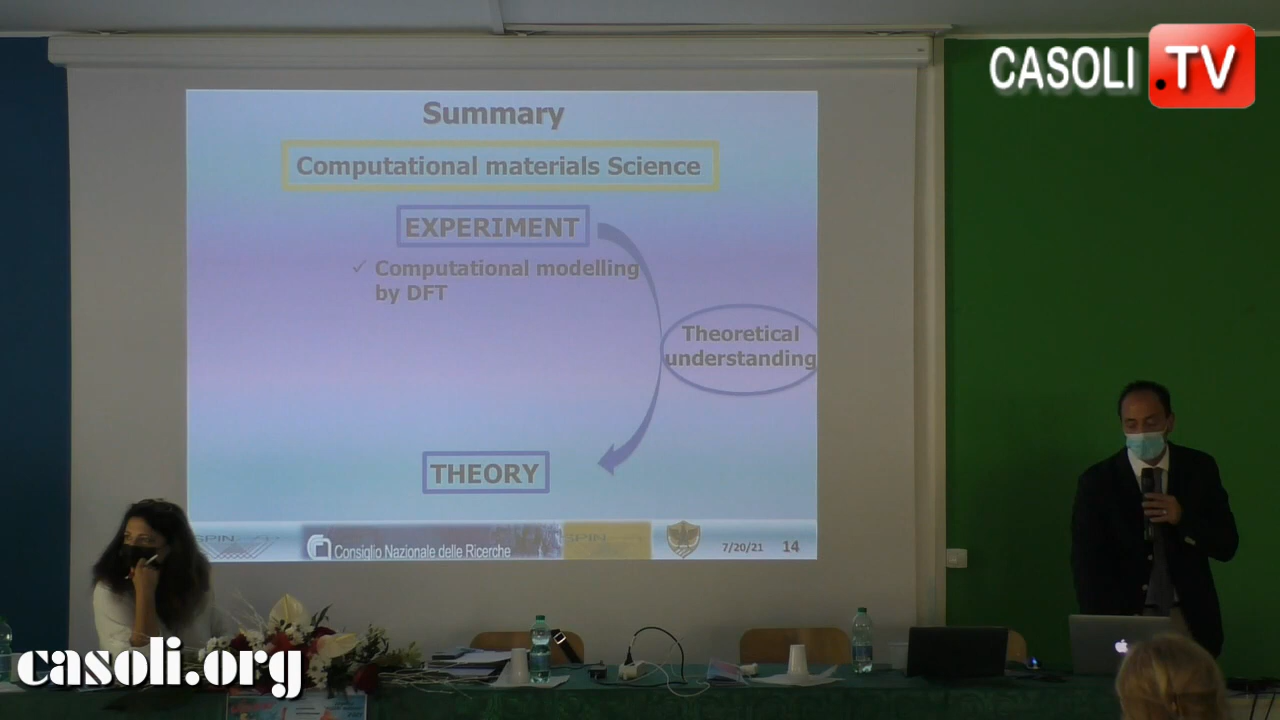 CASOLI .TV
Summary
Computational materials Science
EXPERIMENT
✓ Computational modelling
by DFT
Theoretical
understanding
THEORY
SPIN
Consiglio Nazionale delle Ricerche
SPIN
7/20/21 14
casoli.org